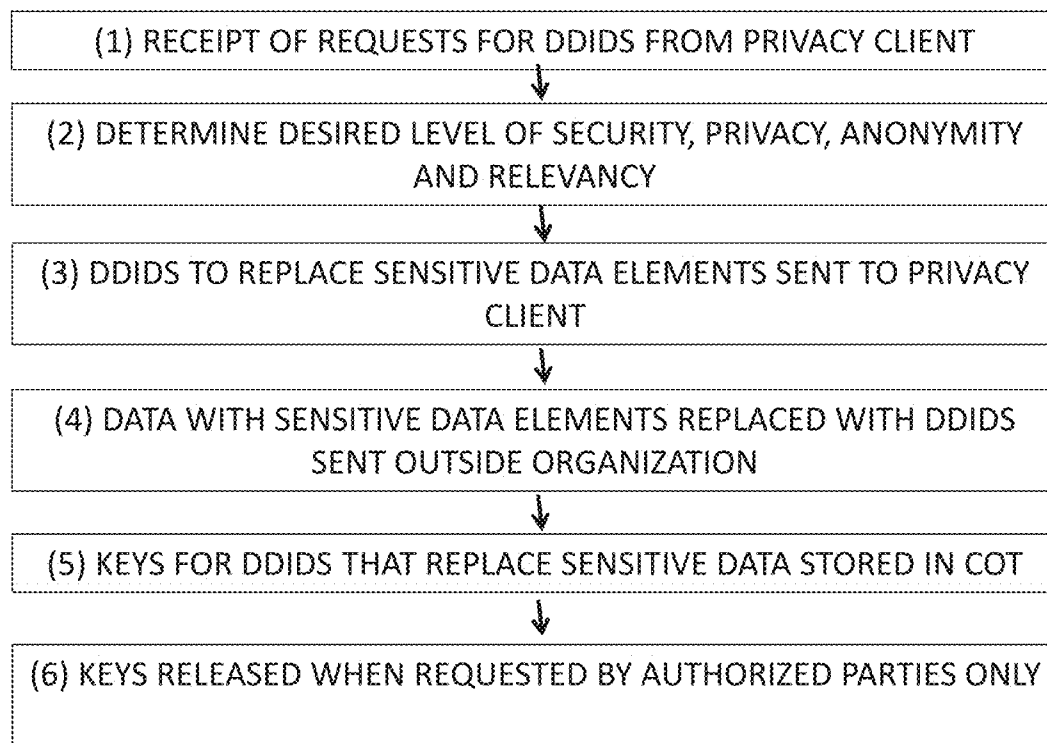 (1) RECEIPT OF REQUESTS FOR DDIDS FROM PRIVACY CLIENT
(2) DETERMINE DESIRED LEVEL OF SECURITY, PRIVACY, ANONYMITY
AND RELEVANCY
(3) DDIDS TO REPLACE SENSITIVE DATA ELEMENTS SENT TO PRIVACY
CLIENT
(4) DATA WITH SENSITIVE DATA ELEMENTS REPLACED WITH DDIDS
SENT OUTSIDE ORGANIZATION
(5) KEYS FOR DDIDS THAT REPLACE SENSITIVE DATA STORED IN COT
(6) KEYS RELEASED WHEN REQUESTED BY AUTHORIZED PARTIES ONLY